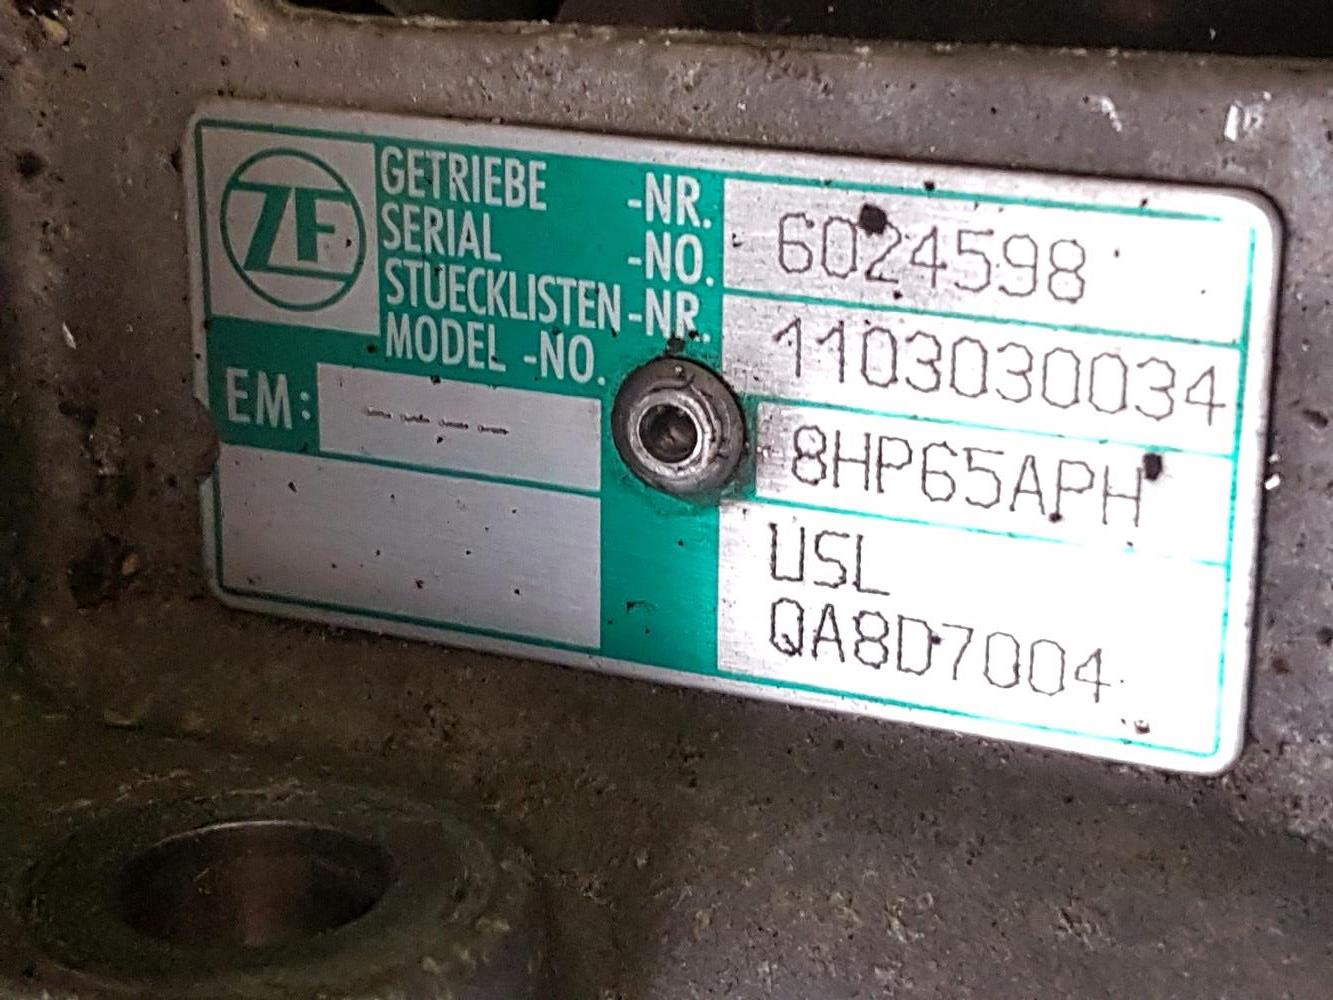 ZF
GETRIEBE -NR.
SERIAL -NO.
6024598
STUECKLISTEN -NR.
MODEL -NO.
1103030034
EM:
---- ---- ---- ----
8HP65APH
USL
QA8D7004